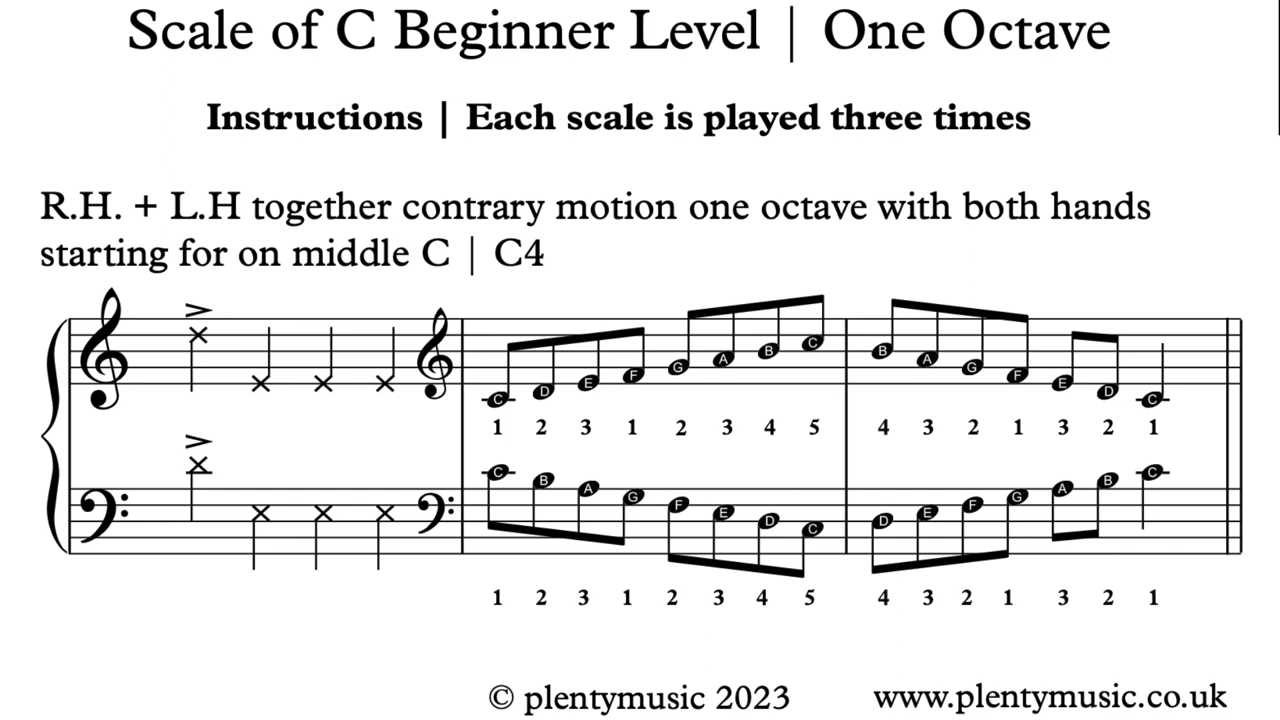 Scale of C Beginner Level | One Octave
Instructions | Each scale is played three times
R.H. + L.H together contrary motion one octave with both hands
starting for on middle C | C4
C D E F G A B C B A G F E D C
1 2 3 1 2 3 4 5 4 3 2 1 3 2 1
C B A G F E D C D E F G A B C
1 2 3 1 2 3 4 5 4 3 2 1 3 2 1
© plentymusic 2023 www.plentymusic.co.uk